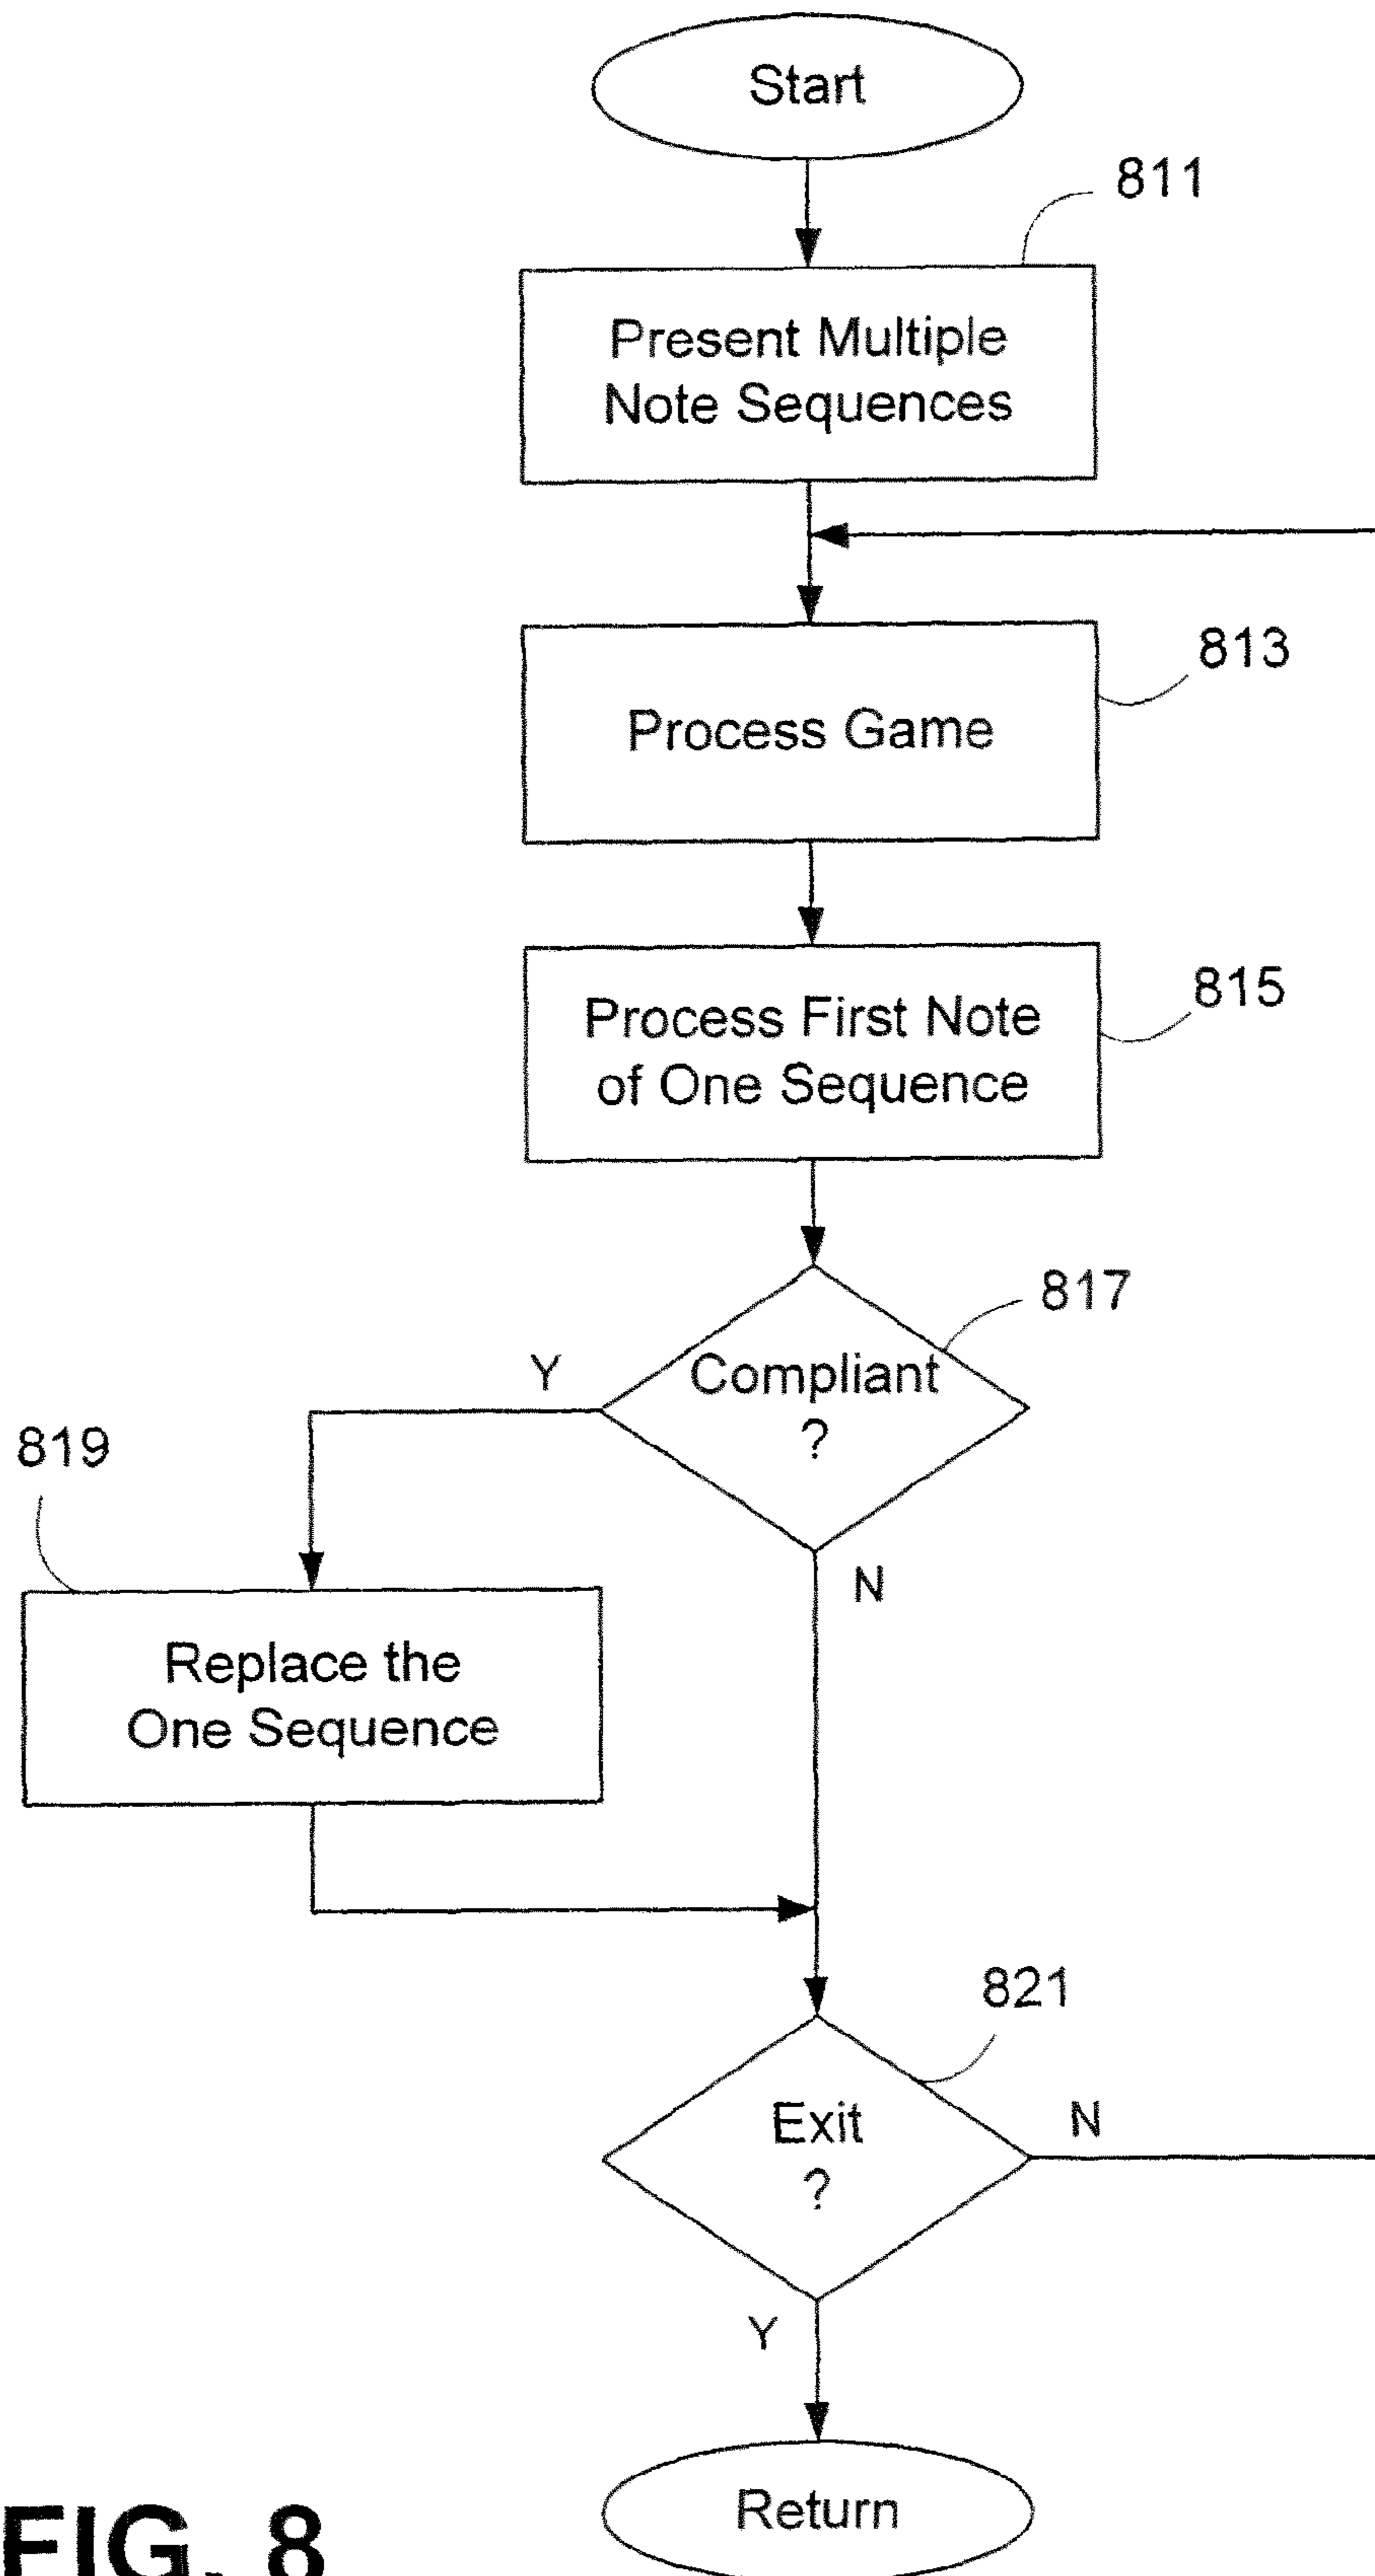 Start
811
Present Multiple
Note Sequences
813
Process Game
815
Process First Note
of One Sequence
817
Compliant
?
Y
N
819
Replace the
One Sequence
821
Exit
?
N
Y
Return
FIG. 8